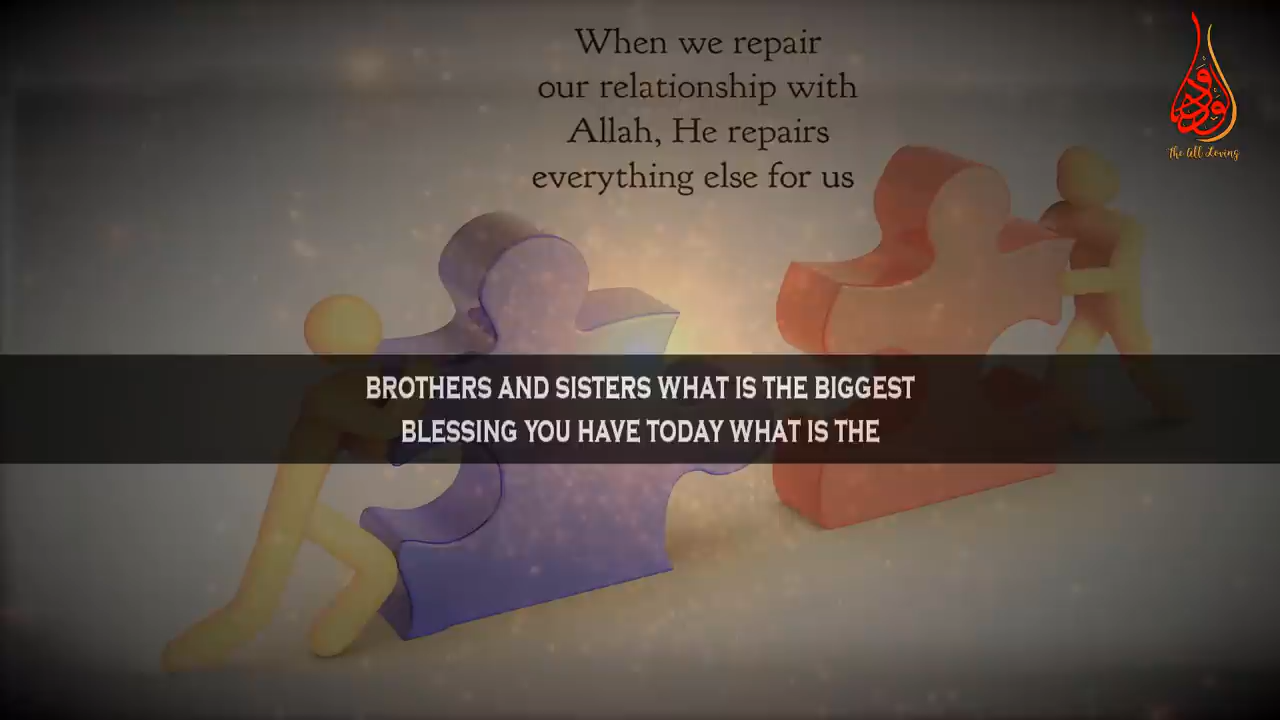 When we repair
our relationship with
Allah, He repairs
everything else for us
الودود
The All Loving
BROTHERS AND SISTERS WHAT IS THE BIGGEST
BLESSING YOU HAVE TODAY WHAT IS THE